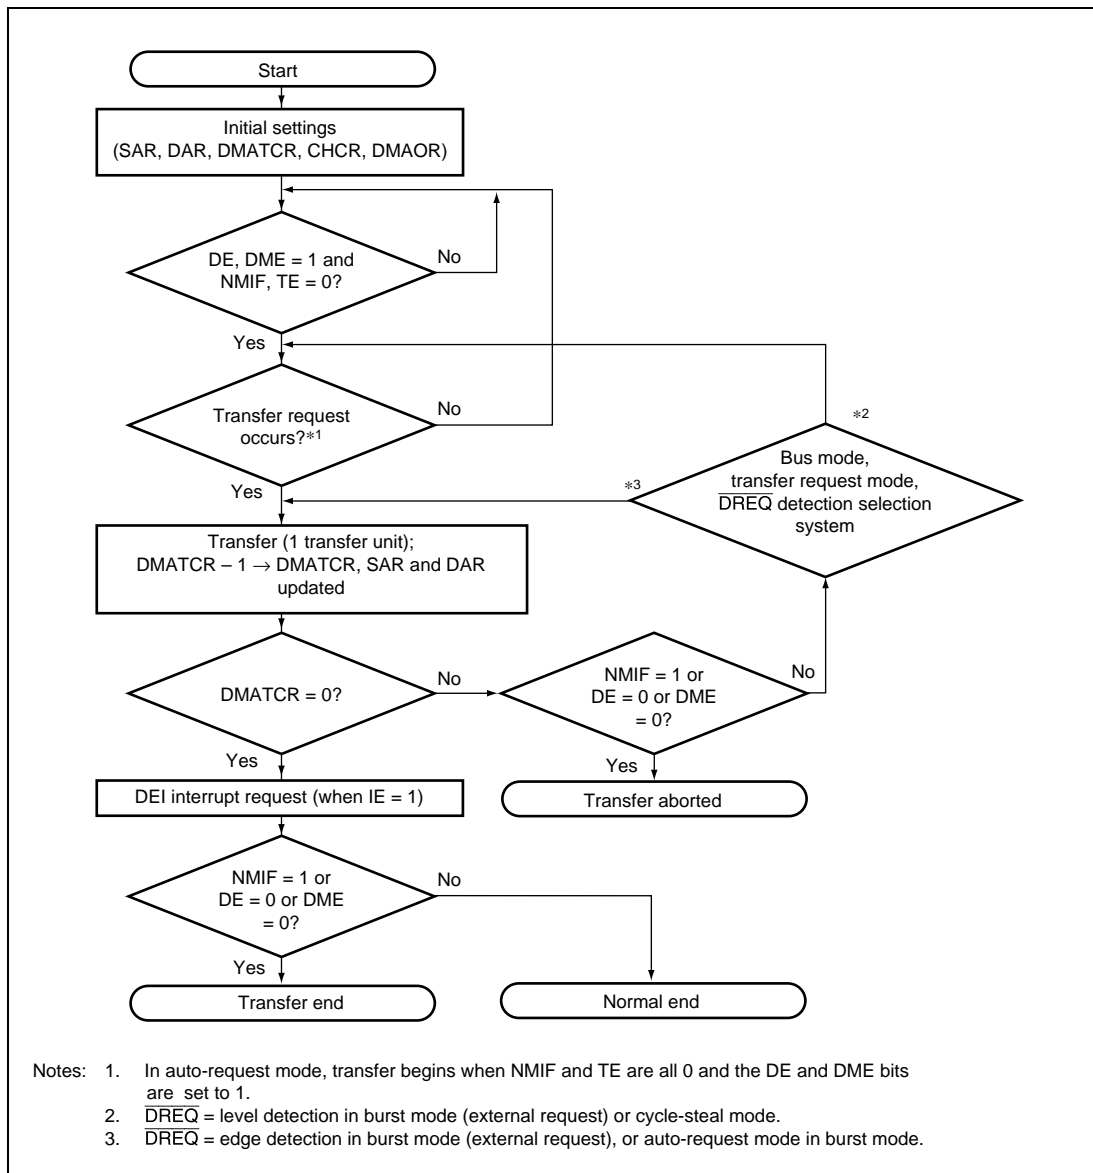 Start
Initial settings
(SAR, DAR, DMATCR, CHCR, DMAOR)
DE, DME = 1 and
NMIF, TE = 0?
No
Yes
Transfer request
occurs?*1
No
Yes
*2
Bus mode,
transfer request mode,
DREQ detection selection
system
*3
Transfer (1 transfer unit);
DMATCR – 1 → DMATCR, SAR and DAR
updated
DMATCR = 0?
No
Yes
NMIF = 1 or
DE = 0 or DME
= 0?
No
Yes
Transfer aborted
DEI interrupt request (when IE = 1)
NMIF = 1 or
DE = 0 or DME
= 0?
No
Yes
Transfer end
Normal end
Notes: 1. In auto-request mode, transfer begins when NMIF and TE are all 0 and the DE and DME bits
are set to 1.
2. DREQ = level detection in burst mode (external request) or cycle-steal mode.
3. DREQ = edge detection in burst mode (external request), or auto-request mode in burst mode.